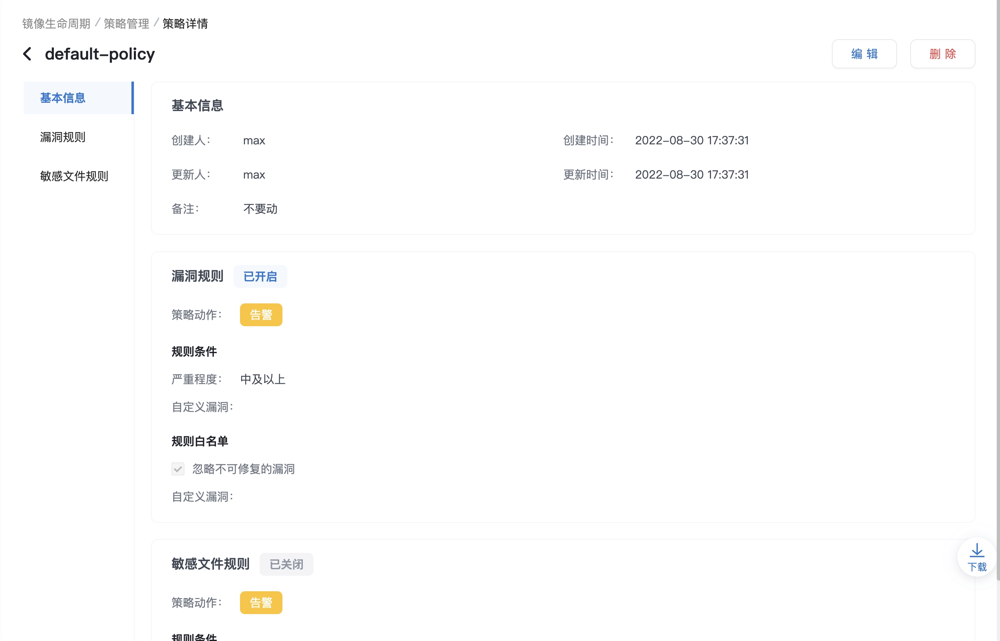 镜像生命周期 / 策略管理 / 策略详情
default-policy
编 辑
删 除
基本信息
漏洞规则
敏感文件规则
基本信息
创建人： max 创建时间： 2022-08-30 17:37:31
更新人： max 更新时间： 2022-08-30 17:37:31
备注： 不要动
漏洞规则 已开启
策略动作： 告警
规则条件
严重程度： 中及以上
自定义漏洞：
规则白名单
忽略不可修复的漏洞
自定义漏洞：
敏感文件规则 已关闭
下载
策略动作： 告警
规则条件